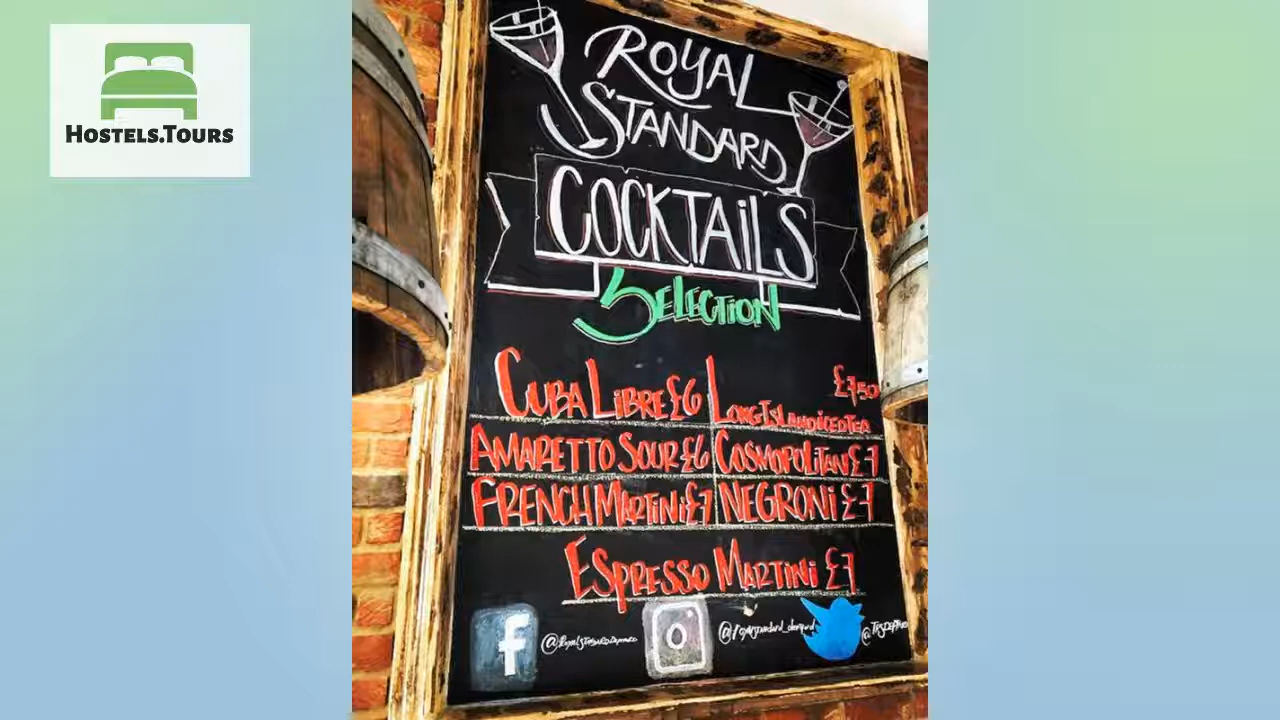 HOSTELS.TOURS
ROYAL
STANDARD
COCKTAiLS
SELECTION
CUBA LiBRE £6
£7.50
LONG ISLAND iCED TEA
AMARETTO SOUR £6
COSMOPOLiTAN £7
FRENCH MARTiNi £7
NEGRONi £7
ESPRESSO MARTiNi £7
f